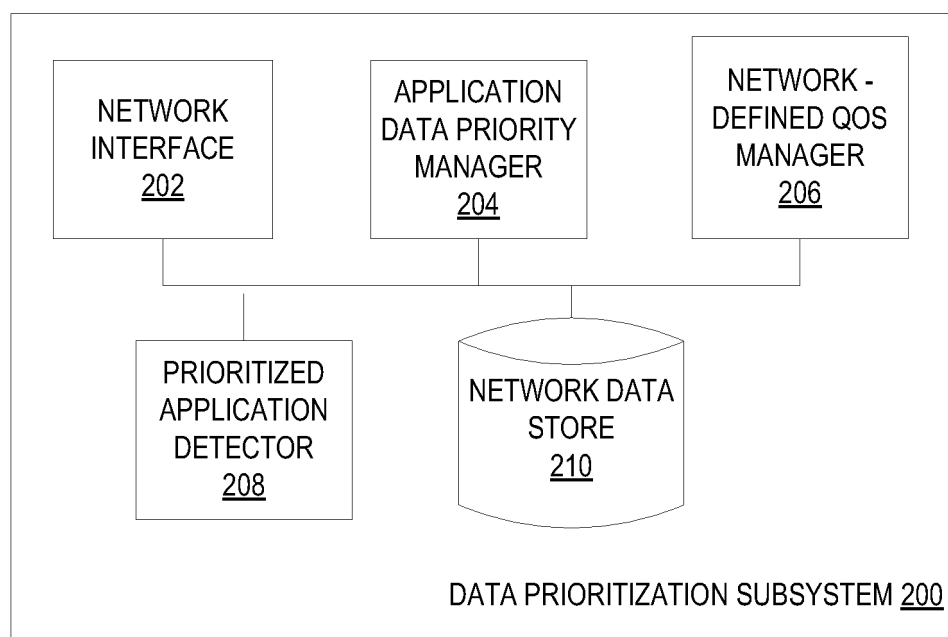 NETWORK
INTERFACE
202
APPLICATION
DATA PRIORITY
MANAGER
204
NETWORK -
DEFINED QOS
MANAGER
206
PRIORITIZED
APPLICATION
DETECTOR
208
NETWORK DATA
STORE
210
DATA PRIORITIZATION SUBSYSTEM 200